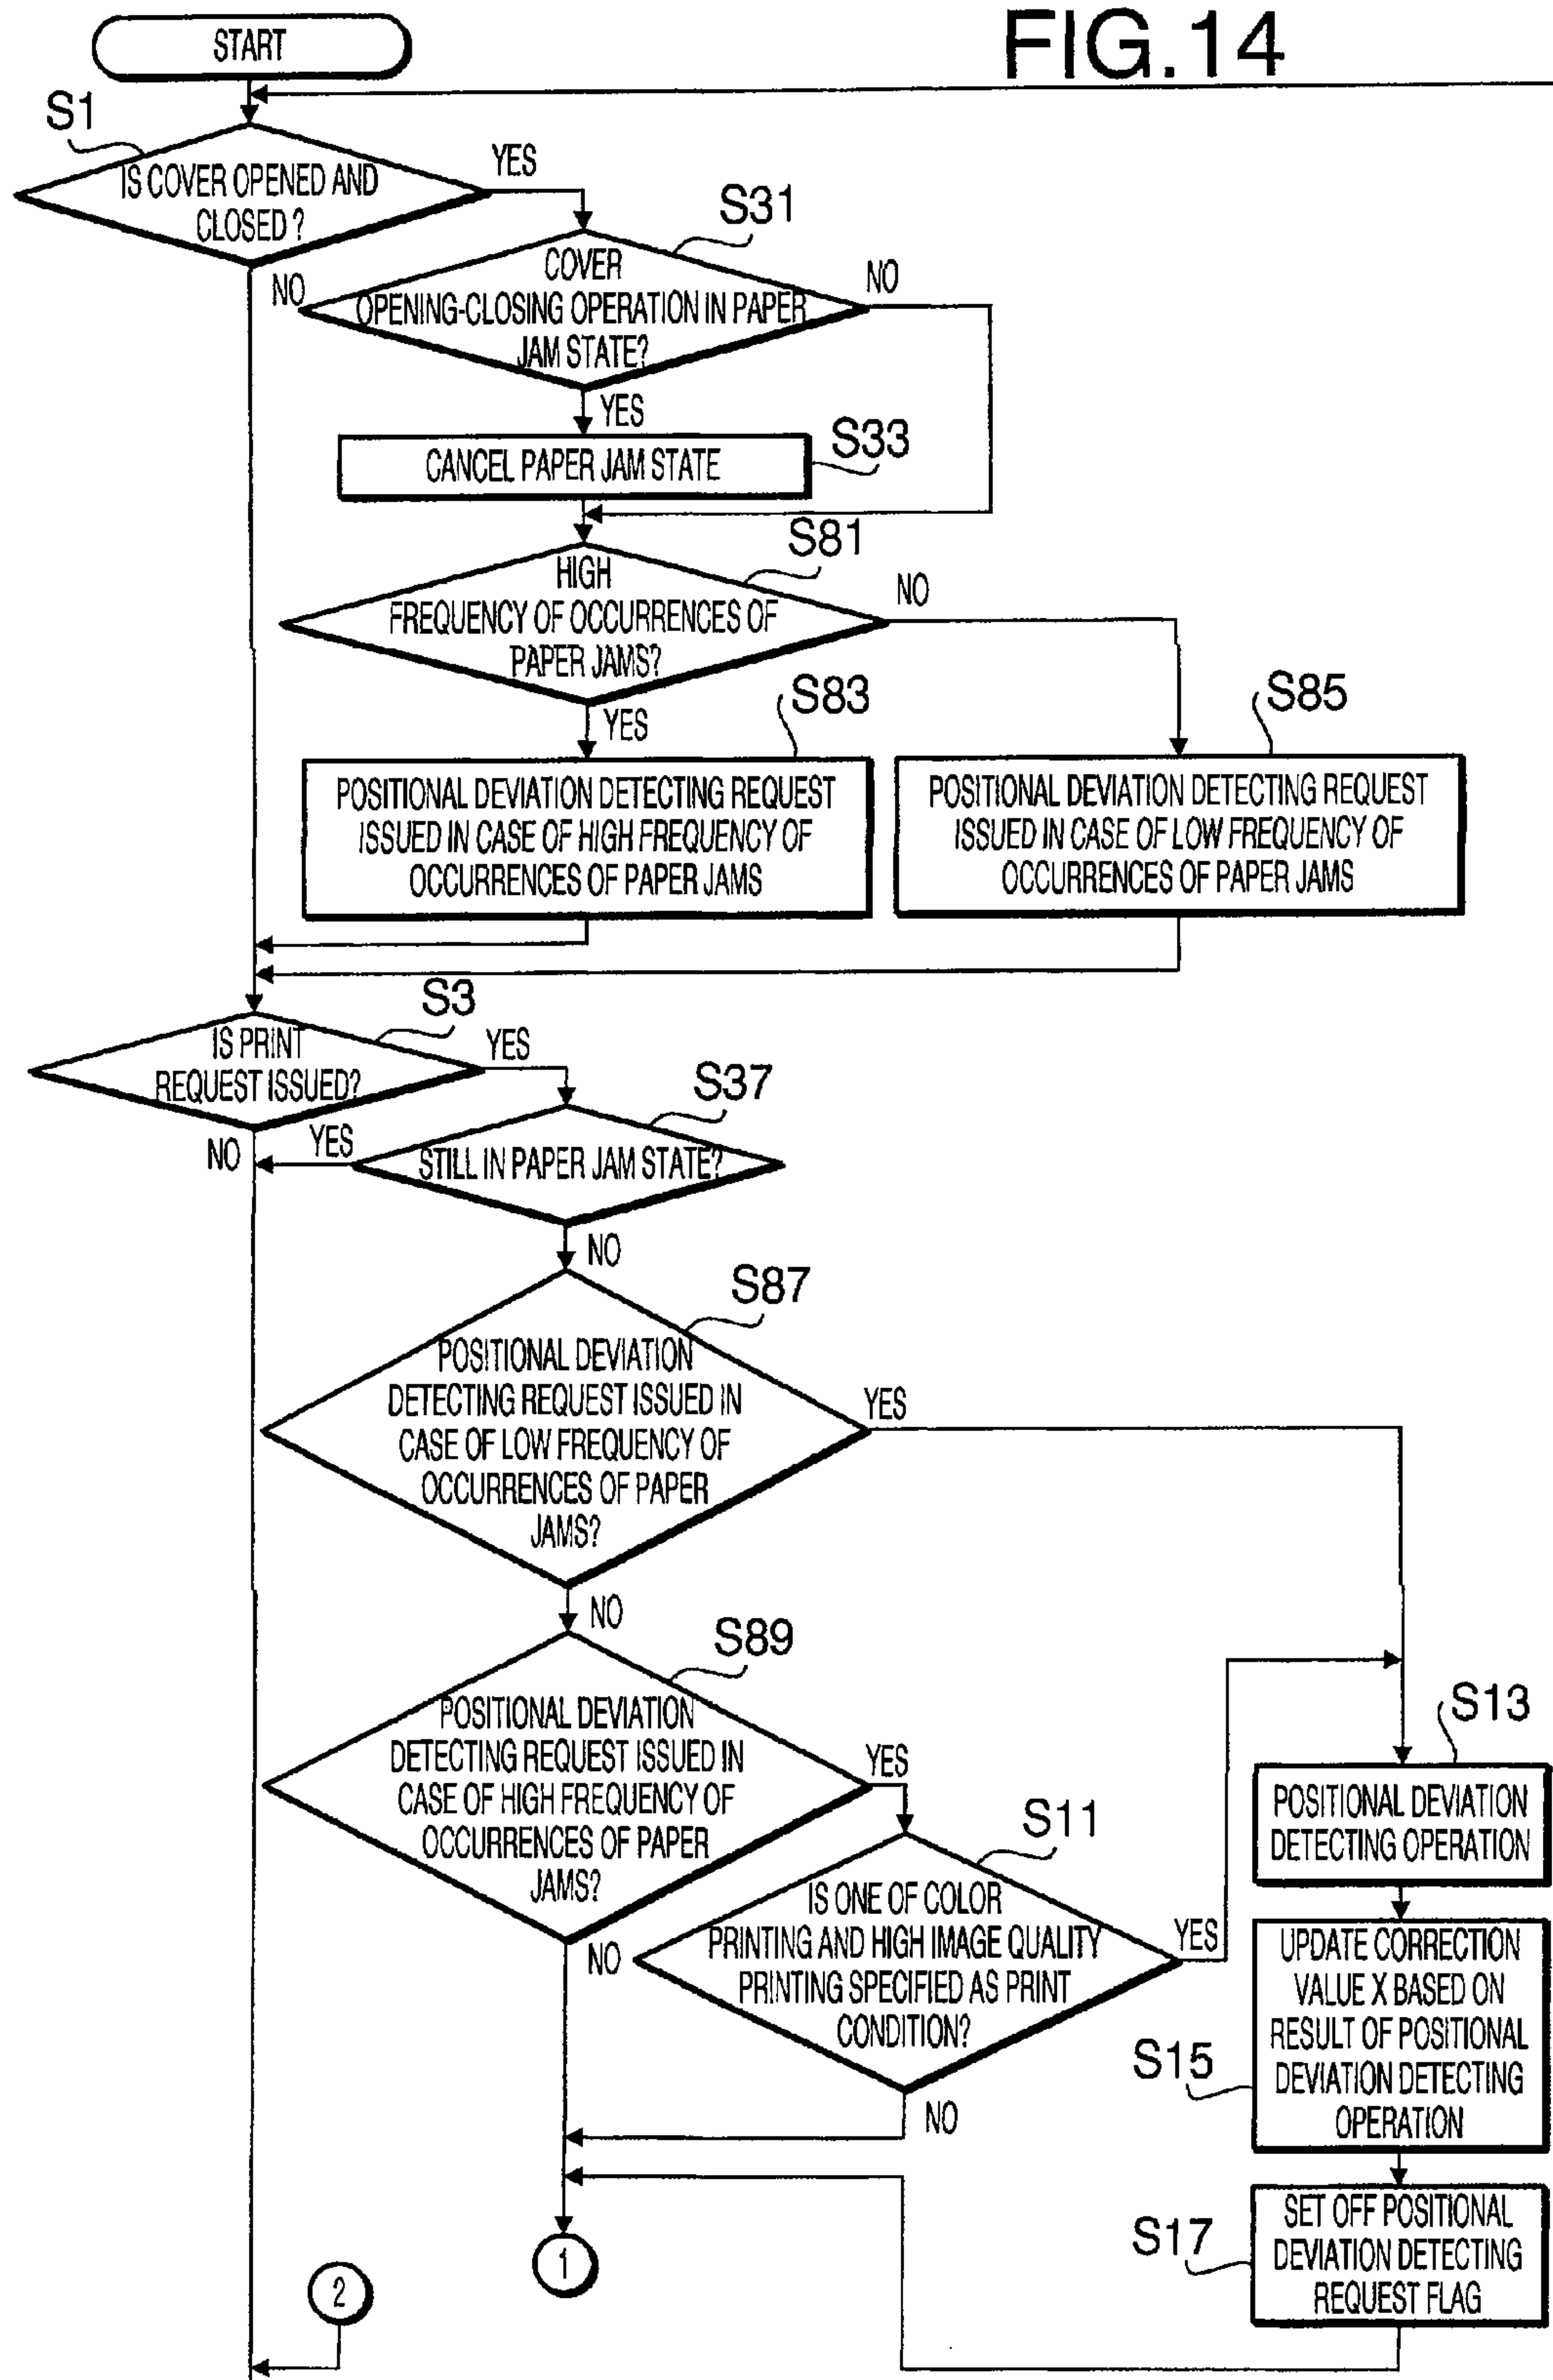 FIG.14
START
S1
IS COVER OPENED AND
CLOSED?
YES
NO
S31
COVER
OPENING-CLOSING OPERATION IN PAPER
JAM STATE?
NO
YES
S33
CANCEL PAPER JAM STATE
S81
HIGH
FREQUENCY OF OCCURRENCES OF
PAPER JAMS?
NO
YES
S83
POSITIONAL DEVIATION DETECTING REQUEST
ISSUED IN CASE OF HIGH FREQUENCY OF
OCCURRENCES OF PAPER JAMS
S85
POSITIONAL DEVIATION DETECTING REQUEST
ISSUED IN CASE OF LOW FREQUENCY OF
OCCURRENCES OF PAPER JAMS
S3
IS PRINT
REQUEST ISSUED?
YES
NO
S37
STILL IN PAPER JAM STATE?
YES
NO
S87
POSITIONAL DEVIATION
DETECTING REQUEST ISSUED IN
CASE OF LOW FREQUENCY OF
OCCURRENCES OF PAPER
JAMS?
YES
NO
S89
POSITIONAL DEVIATION
DETECTING REQUEST ISSUED IN
CASE OF HIGH FREQUENCY OF
OCCURRENCES OF PAPER
JAMS?
YES
NO
S11
IS ONE OF COLOR
PRINTING AND HIGH IMAGE QUALITY
PRINTING SPECIFIED AS PRINT
CONDITION?
YES
NO
S13
POSITIONAL DEVIATION
DETECTING OPERATION
S15
UPDATE CORRECTION
VALUE X BASED ON
RESULT OF POSITIONAL
DEVIATION DETECTING
OPERATION
S17
SET OFF POSITIONAL
DEVIATION DETECTING
REQUEST FLAG
1
2